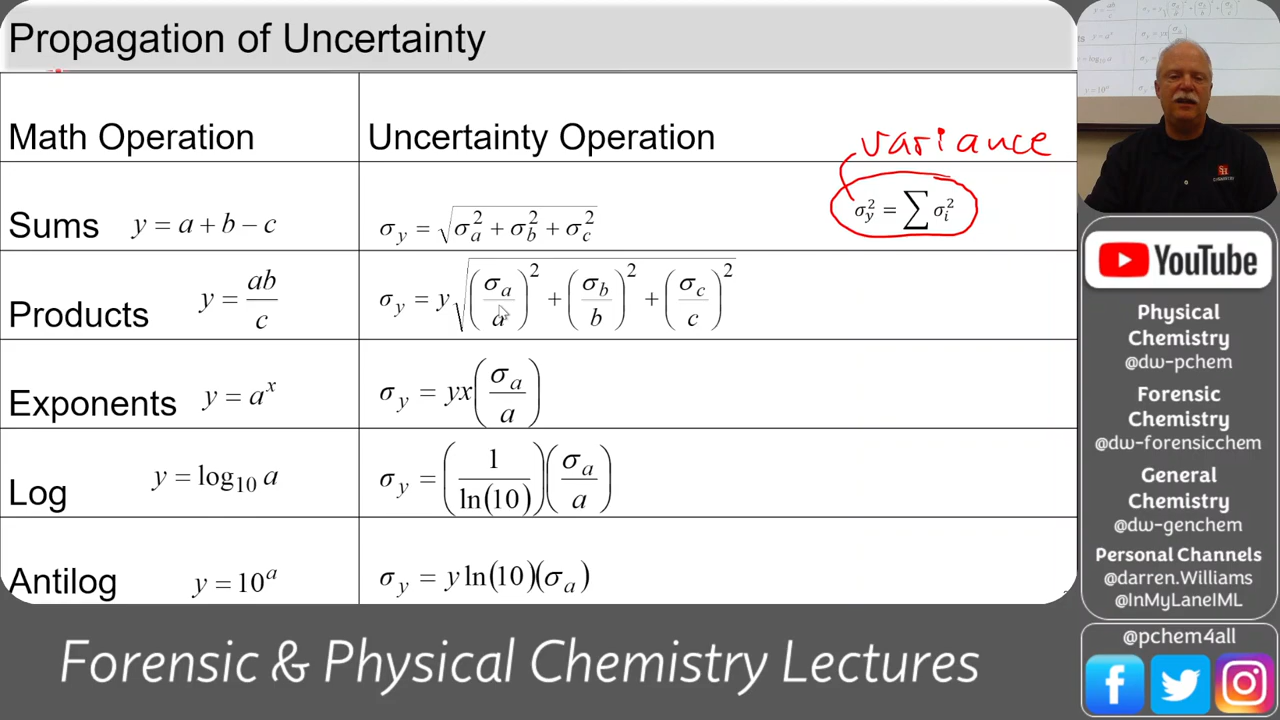 Propagation of Uncertainty
Math Operation
Uncertainty Operation
variance
Sums y = a + b − c
σ_y = √(σ_a² + σ_b² + σ_c²)
σ_y² = ∑ σ_i²
Products y = ab/c
σ_y = y√((σ_a/a)² + (σ_b/b)² + (σ_c/c)²)
Exponents y = a^x
σ_y = yx(σ_a/a)
Log y = log₁₀ a
σ_y = (1/ln(10))(σ_a/a)
Antilog y = 10^a
σ_y = y ln(10)(σ_a)
YouTube
Physical
Chemistry
@dw-pchem
Forensic
Chemistry
@dw-forensicchem
General
Chemistry
@dw-genchem
Personal Channels
@darren.Williams
@InMyLaneIML
@pchem4all
Forensic & Physical Chemistry Lectures